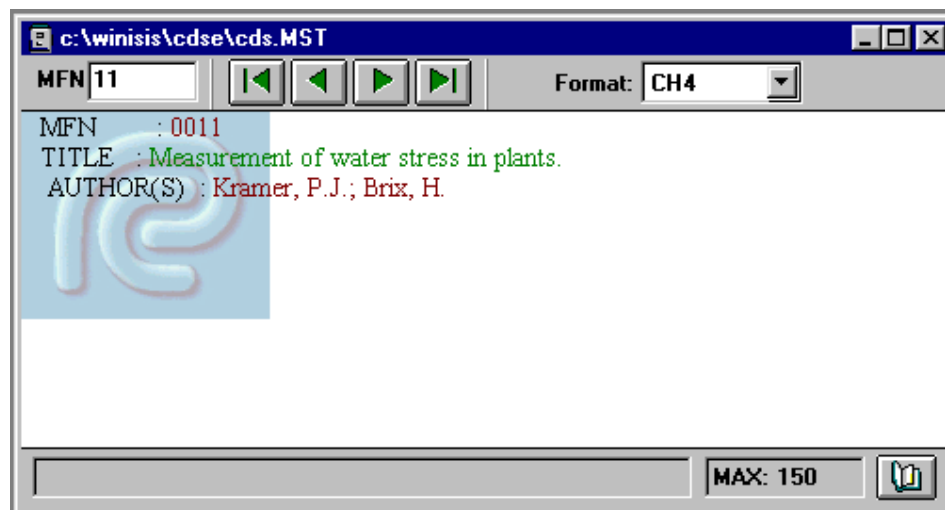 c:\winisis\cdse\cds.MST
MFN 11 Format: CH4
MFN : 0011
TITLE : Measurement of water stress in plants.
AUTHOR(S) : Kramer, P.J.; Brix, H.
MAX: 150